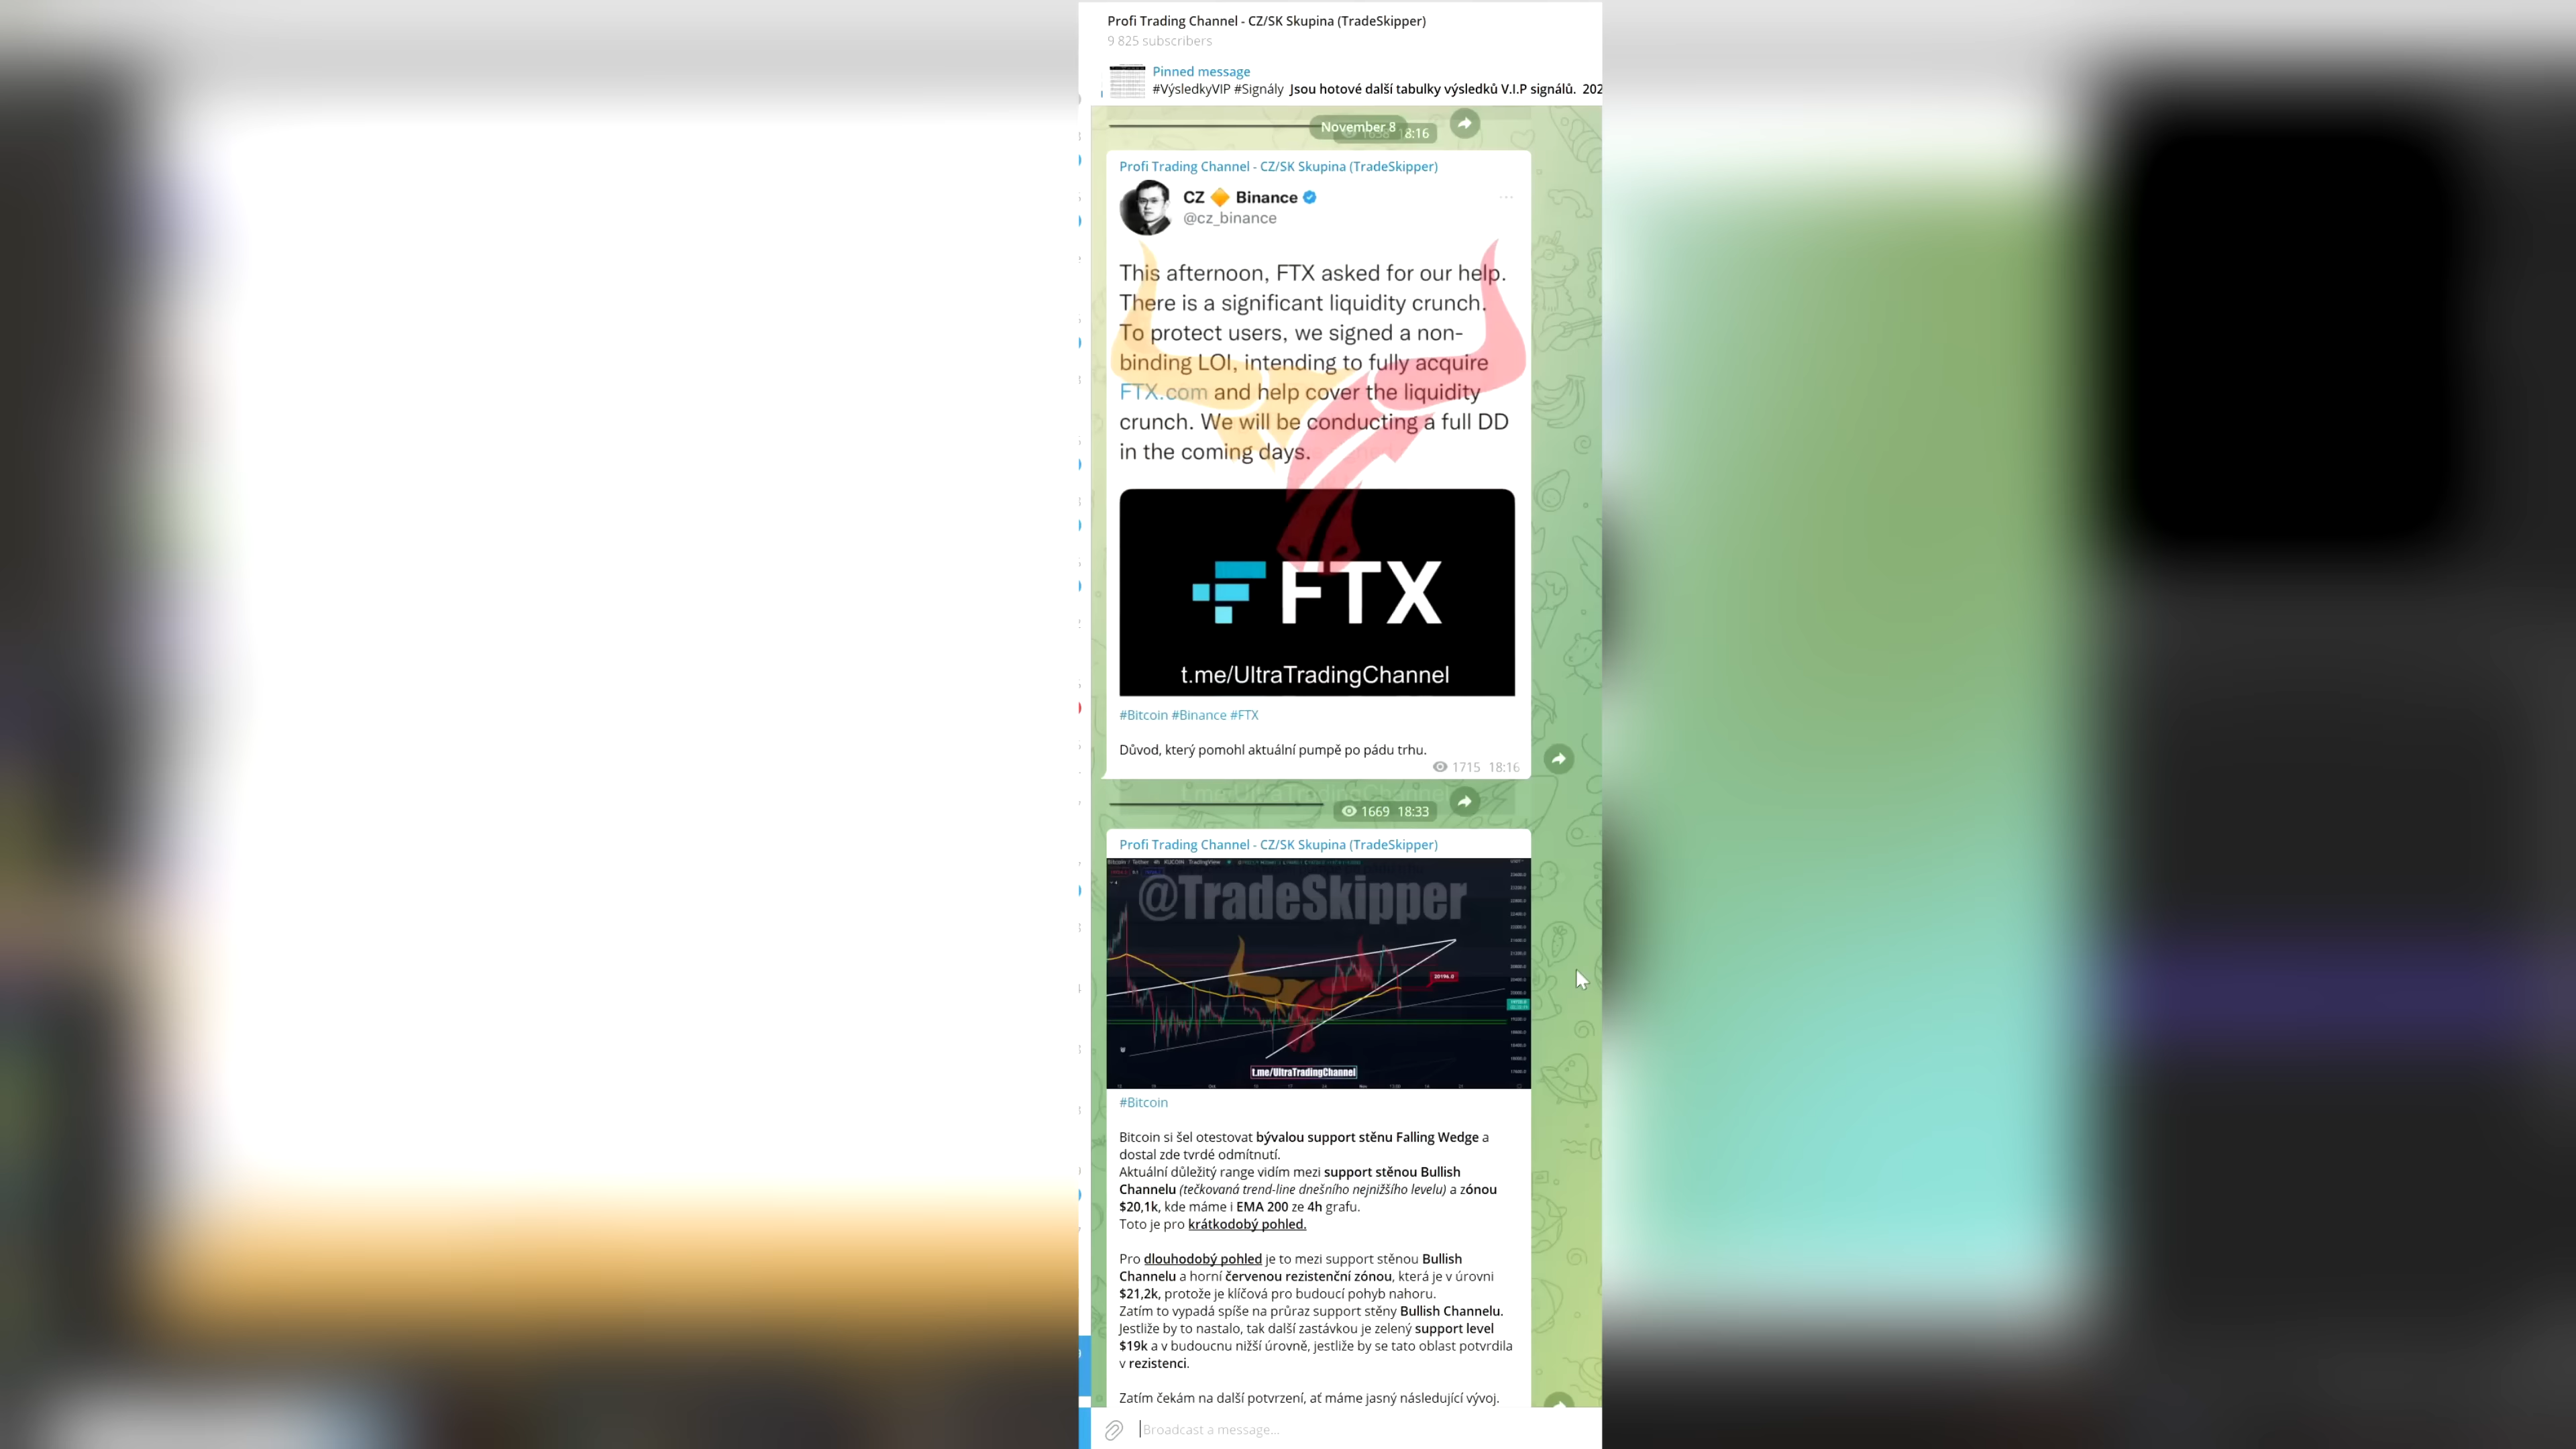 Profi Trading Channel - CZ/SK Skupina (TradeSkipper)
9 825 subscribers
Pinned message
#VýsledkyVIP #Signály Jsou hotové další tabulky výsledků V.I.P signálů. 202
November 8
8:16
Profi Trading Channel - CZ/SK Skupina (TradeSkipper)
CZ 🔶 Binance
@cz_binance
This afternoon, FTX asked for our help.
There is a significant liquidity crunch.
To protect users, we signed a non-
binding LOI, intending to fully acquire
FTX.com and help cover the liquidity
crunch. We will be conducting a full DD
in the coming days.
FTX
t.me/UltraTradingChannel
#Bitcoin #Binance #FTX
Důvod, který pomohl aktuální pumpě po pádu trhu.
1715 18:16
t.me/UltraTradingChannel
1669 18:33
Profi Trading Channel - CZ/SK Skupina (TradeSkipper)
@TradeSkipper
20196.0
t.me/UltraTradingChannel
#Bitcoin
Bitcoin si šel otestovat bývalou support stěnu Falling Wedge a
dostal zde tvrdé odmítnutí.
Aktuální důležitý range vidím mezi support stěnou Bullish
Channelu (tečkovaná trend-line dnešního nejnižšího levelu) a zónou
$20,1k, kde máme i EMA 200 ze 4h grafu.
Toto je pro krátkodobý pohled.
Pro dlouhodobý pohled je to mezi support stěnou Bullish
Channelu a horní červenou rezistenční zónou, která je v úrovni
$21,2k, protože je klíčová pro budoucí pohyb nahoru.
Zatím to vypadá spíše na průraz support stěny Bullish Channelu.
Jestliže by to nastalo, tak další zastávkou je zelený support level
$19k a v budoucnu nižší úrovně, jestliže by se tato oblast potvrdila
v rezistenci.
Zatím čekám na další potvrzení, ať máme jasný následující vývoj.
Broadcast a message...